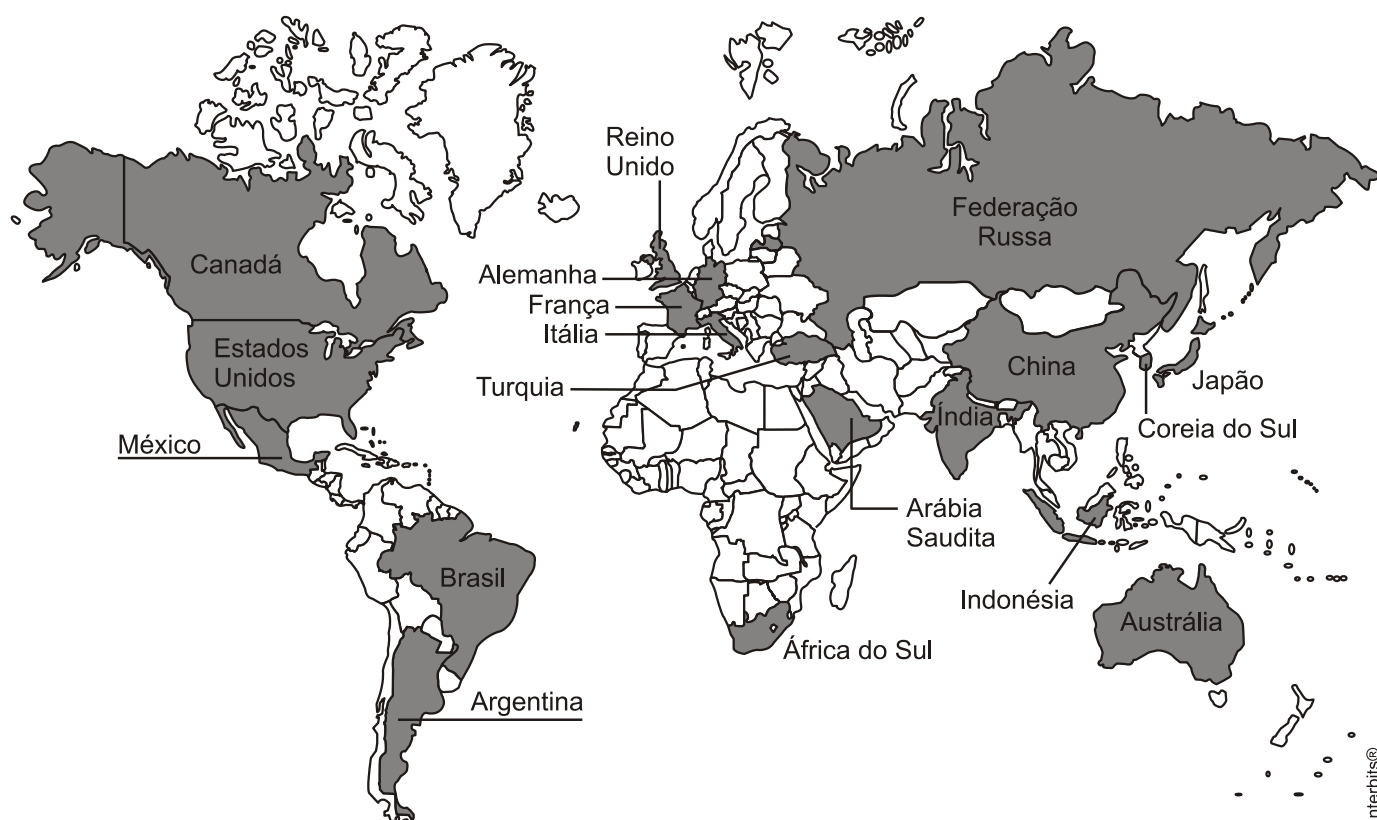 Reino
Unido
Federação
Russa
Canadá
Alemanha
França
Itália
Estados
Unidos
China
Turquia
Japão
Índia
Coreia do Sul
México
Arábia
Saudita
Brasil
Indonésia
Austrália
África do Sul
Argentina
nterbits®